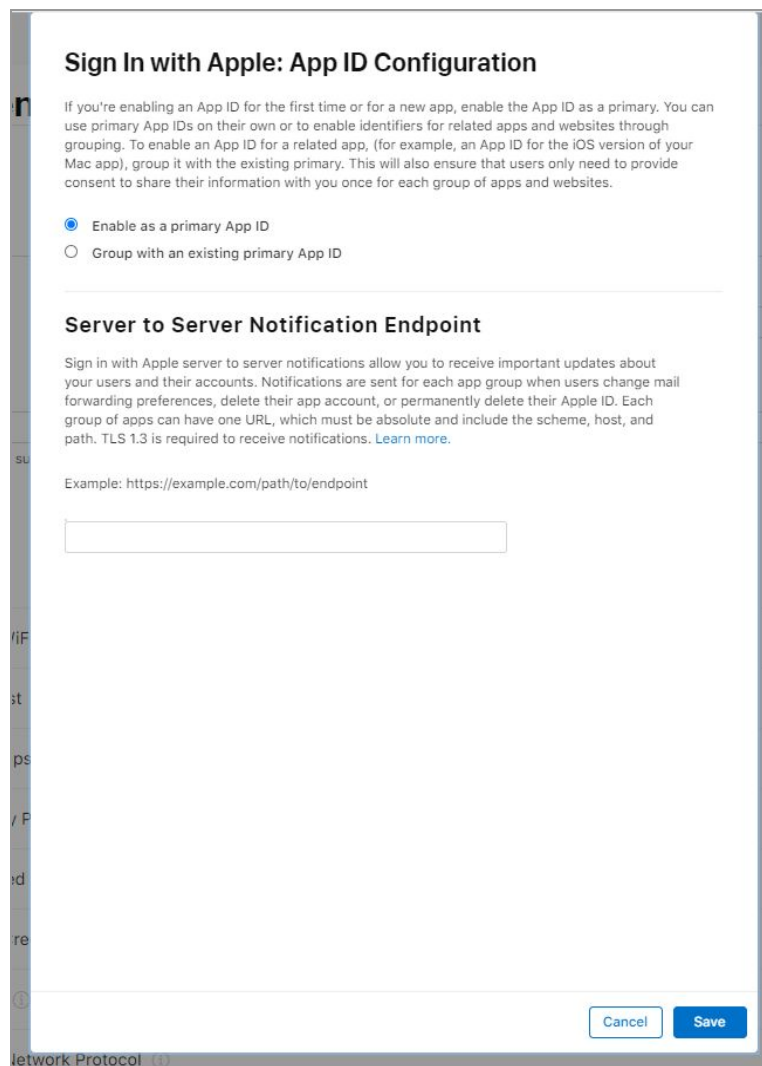 Sign In with Apple: App ID Configuration
If you're enabling an App ID for the first time or for a new app, enable the App ID as a primary. You can
use primary App IDs on their own or to enable identifiers for related apps and websites through
grouping. To enable an App ID for a related app, (for example, an App ID for the iOS version of your
Mac app), group it with the existing primary. This will also ensure that users only need to provide
consent to share their information with you once for each group of apps and websites.
Enable as a primary App ID
Group with an existing primary App ID
Server to Server Notification Endpoint
Sign in with Apple server to server notifications allow you to receive important updates about
your users and their accounts. Notifications are sent for each app group when users change mail
forwarding preferences, delete their app account, or permanently delete their Apple ID. Each
group of apps can have one URL, which must be absolute and include the scheme, host, and
path. TLS 1.3 is required to receive notifications. Learn more.
Example: https://example.com/path/to/endpoint
Cancel
Save
Network Protocol